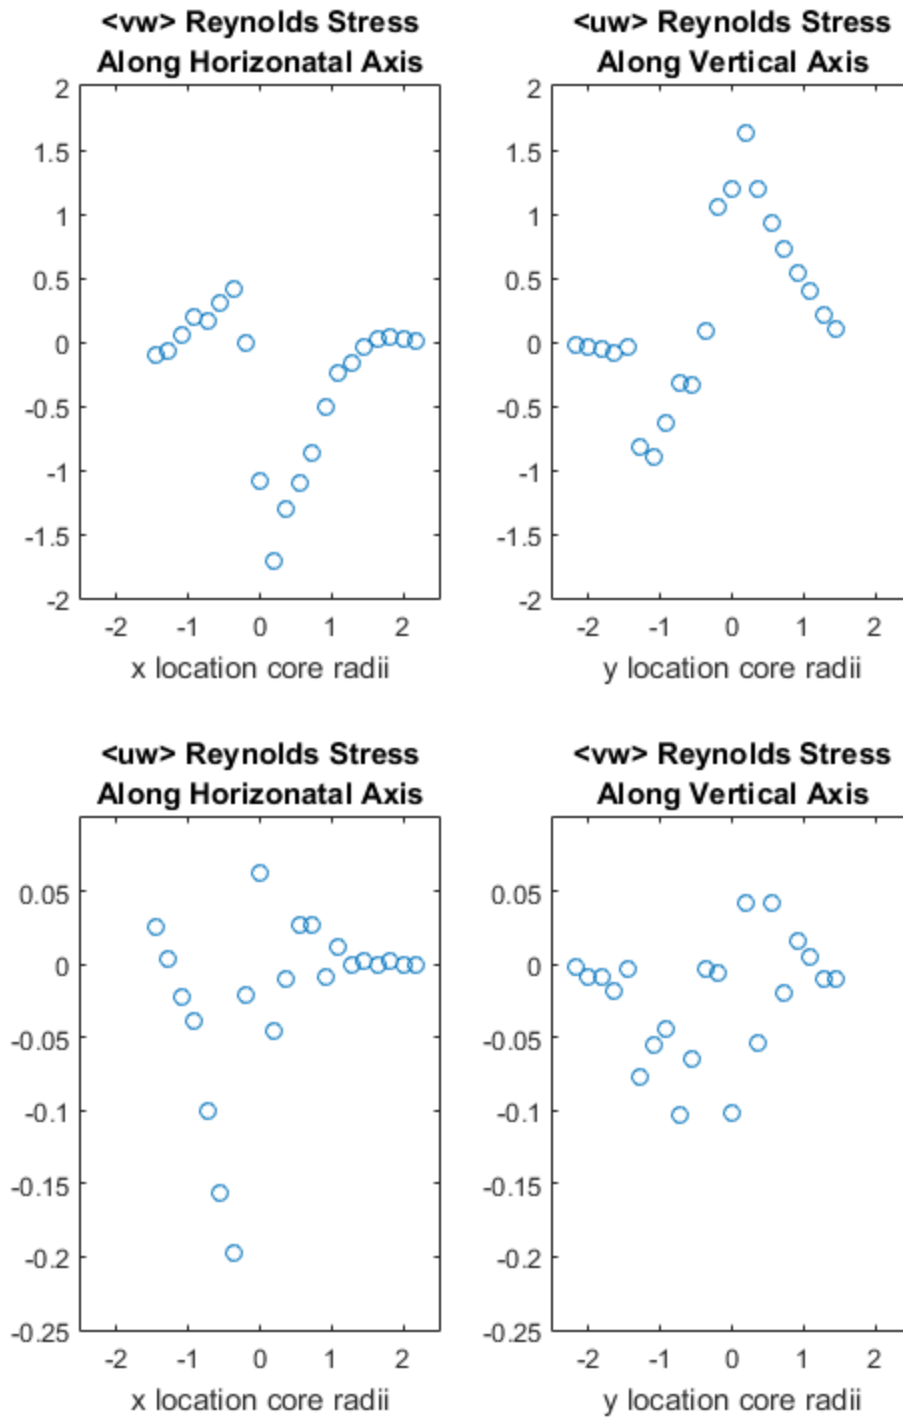 <vw> Reynolds Stress
Along Horizonatal Axis
2
1.5
1
0.5
0
-0.5
-1
-1.5
-2
-2 -1 0 1 2
x location core radii
<uw> Reynolds Stress
Along Vertical Axis
2
1.5
1
0.5
0
-0.5
-1
-1.5
-2
-2 -1 0 1 2
y location core radii
<uw> Reynolds Stress
Along Horizonatal Axis
0.05
0
-0.05
-0.1
-0.15
-0.2
-0.25
-2 -1 0 1 2
x location core radii
<vw> Reynolds Stress
Along Vertical Axis
0.05
0
-0.05
-0.1
-0.15
-0.2
-0.25
-2 -1 0 1 2
y location core radii